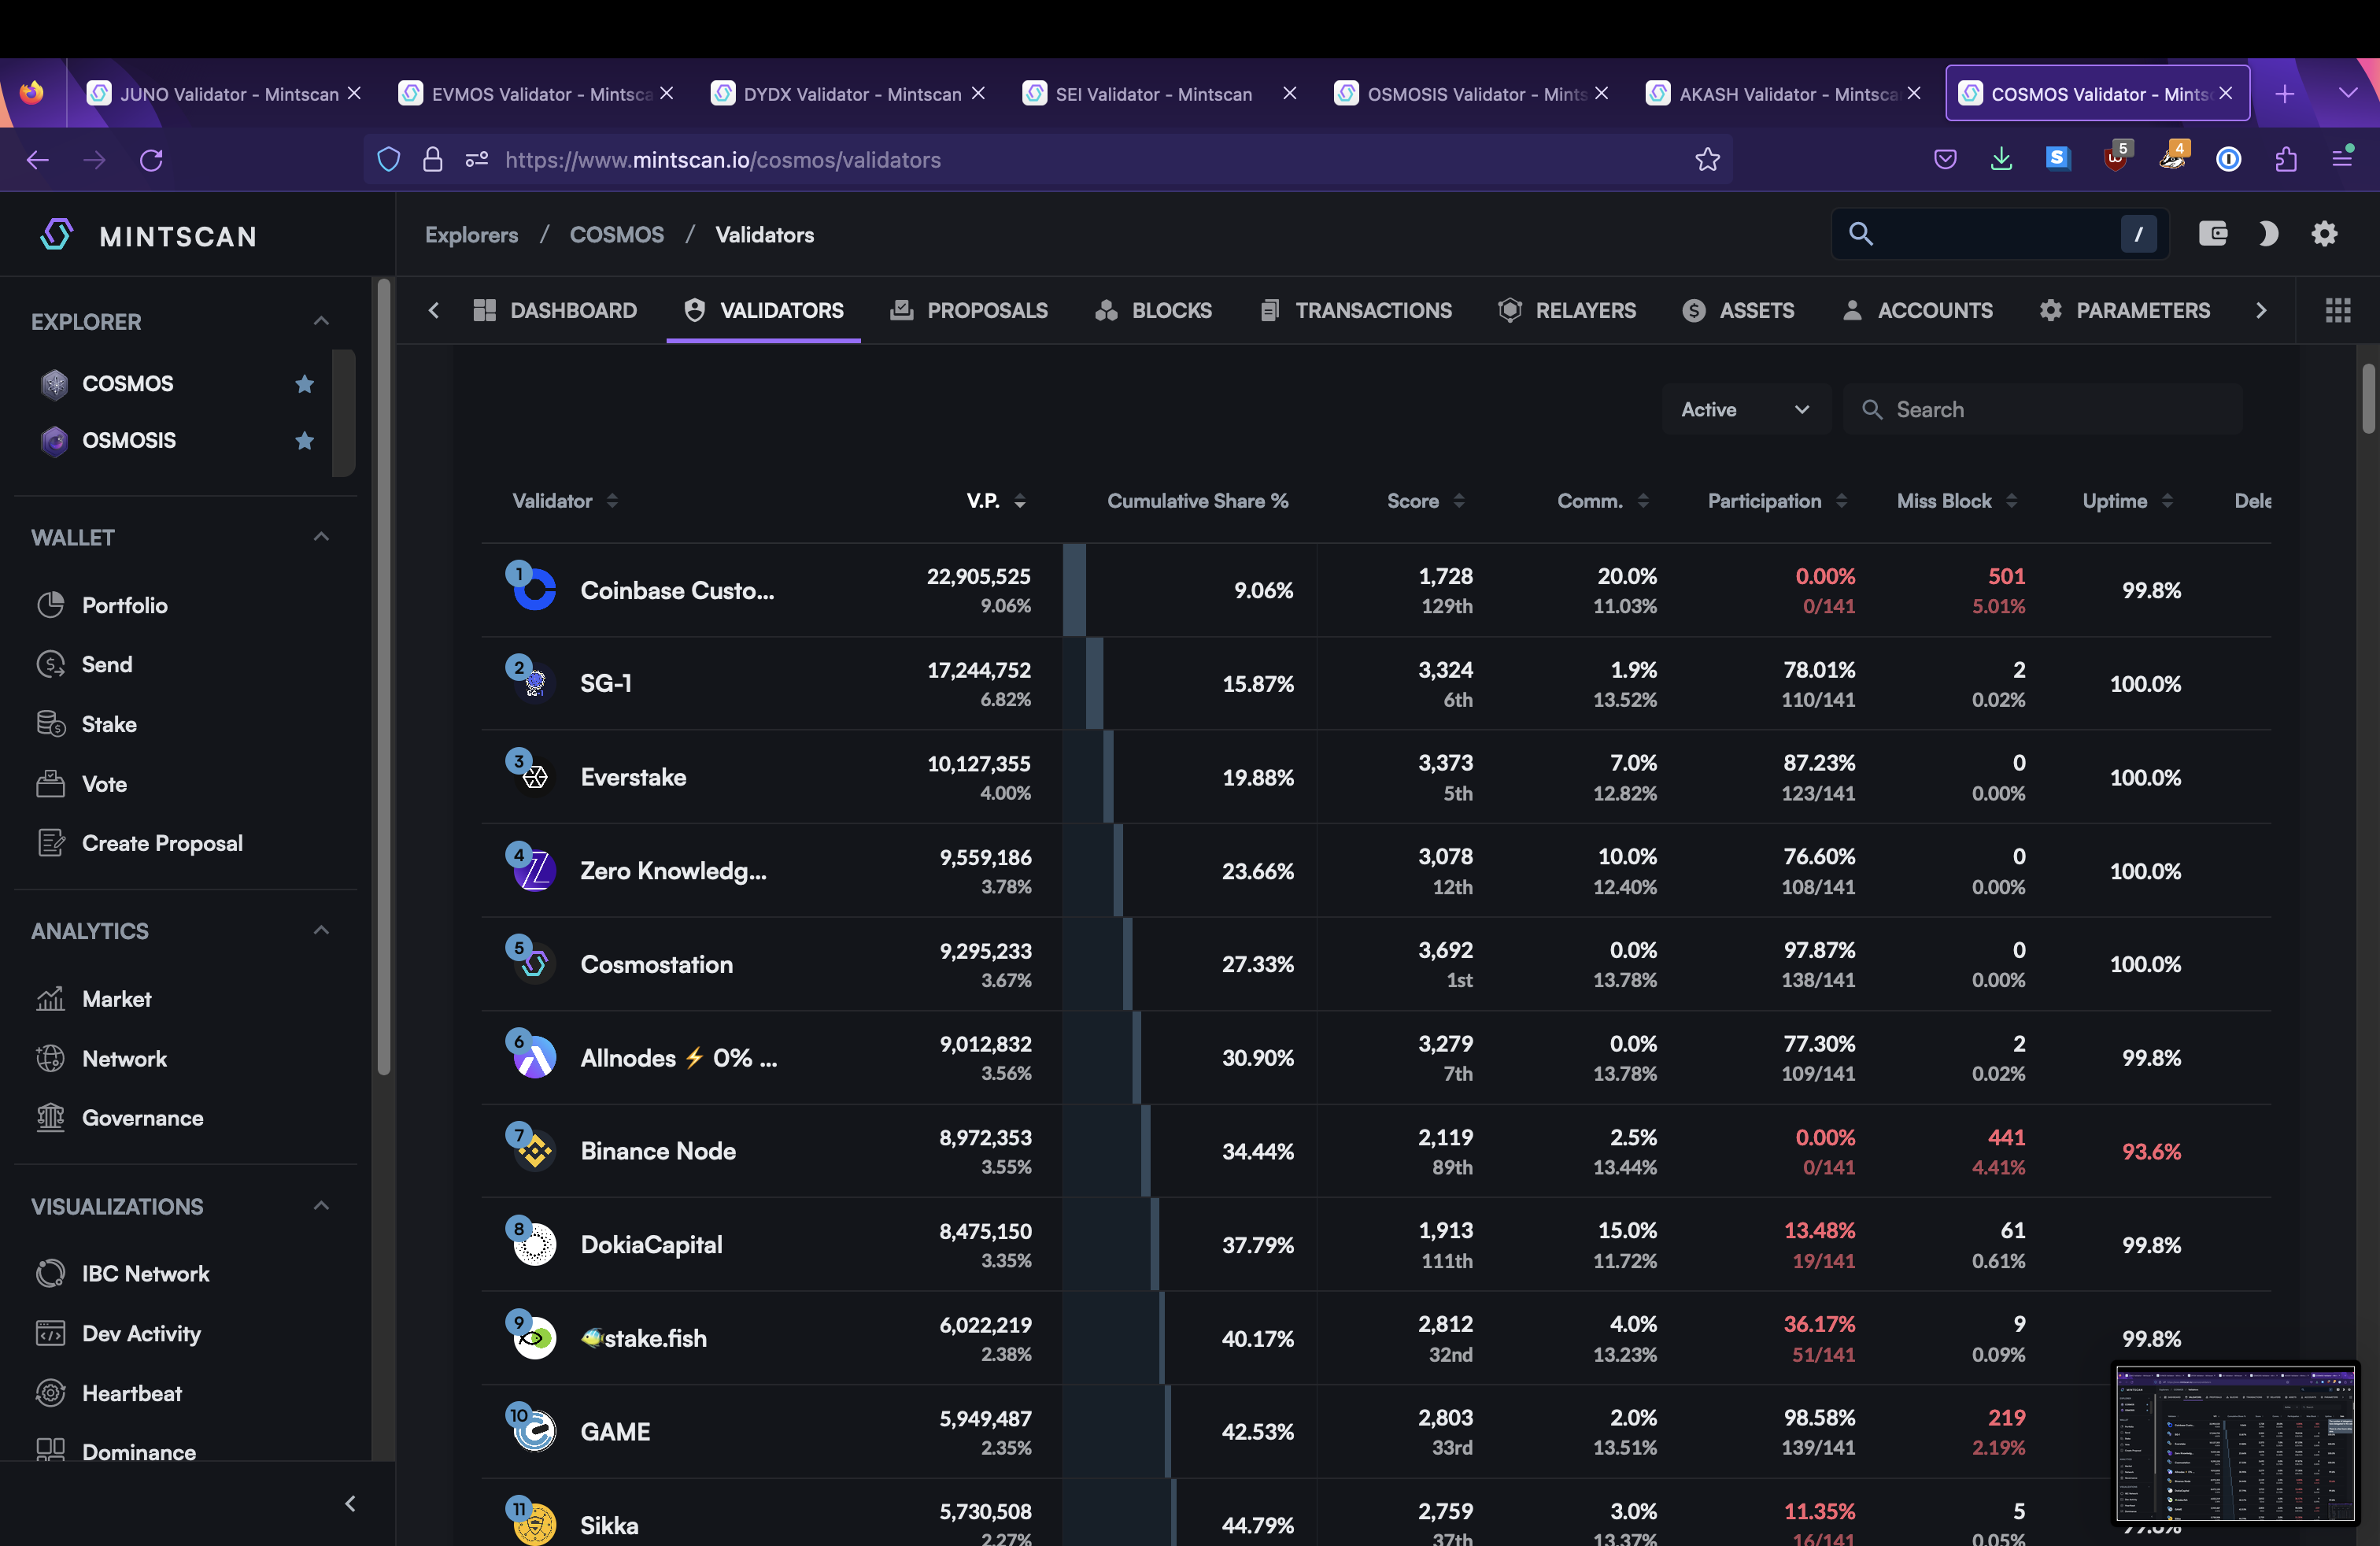 JUNO Validator - Mintscan
EVMOS Validator - Mintsca
DYDX Validator - Mintscan
SEI Validator - Mintscan
OSMOSIS Validator - Mints
AKASH Validator - Mintsca
COSMOS Validator - Mints
https://www.mintscan.io/cosmos/validators
5
4
MINTSCAN
Explorers / COSMOS / Validators
/
DASHBOARD
VALIDATORS
PROPOSALS
BLOCKS
TRANSACTIONS
RELAYERS
ASSETS
ACCOUNTS
PARAMETERS
EXPLORER
COSMOS
OSMOSIS
WALLET
Portfolio
Send
Stake
Vote
Create Proposal
ANALYTICS
Market
Network
Governance
VISUALIZATIONS
IBC Network
Dev Activity
Heartbeat
Dominance
Active
Search
Validator V.P. Cumulative Share % Score Comm. Participation Miss Block Uptime Dele
1 Coinbase Custo... 22,905,525 9.06% 1,728 20.0% 0.00% 501 99.8%
9.06% 129th 11.03% 0/141 5.01%
2 SG-1 17,244,752 15.87% 3,324 1.9% 78.01% 2 100.0%
6.82% 6th 13.52% 110/141 0.02%
3 Everstake 10,127,355 19.88% 3,373 7.0% 87.23% 0 100.0%
4.00% 5th 12.82% 123/141 0.00%
4 Zero Knowledg... 9,559,186 23.66% 3,078 10.0% 76.60% 0 100.0%
3.78% 12th 12.40% 108/141 0.00%
5 Cosmostation 9,295,233 27.33% 3,692 0.0% 97.87% 0 100.0%
3.67% 1st 13.78% 138/141 0.00%
6 Allnodes ⚡ 0% ... 9,012,832 30.90% 3,279 0.0% 77.30% 2 99.8%
3.56% 7th 13.78% 109/141 0.02%
7 Binance Node 8,972,353 34.44% 2,119 2.5% 0.00% 441 93.6%
3.55% 89th 13.44% 0/141 4.41%
8 DokiaCapital 8,475,150 37.79% 1,913 15.0% 13.48% 61 99.8%
3.35% 111th 11.72% 19/141 0.61%
9 🐠stake.fish 6,022,219 40.17% 2,812 4.0% 36.17% 9 99.8%
2.38% 32nd 13.23% 51/141 0.09%
10 GAME 5,949,487 42.53% 2,803 2.0% 98.58% 219
2.35% 33rd 13.51% 139/141 2.19%
11 Sikka 5,730,508 44.79% 2,759 3.0% 11.35% 5
2.27% 37th 13.37% 16/141 0.05%